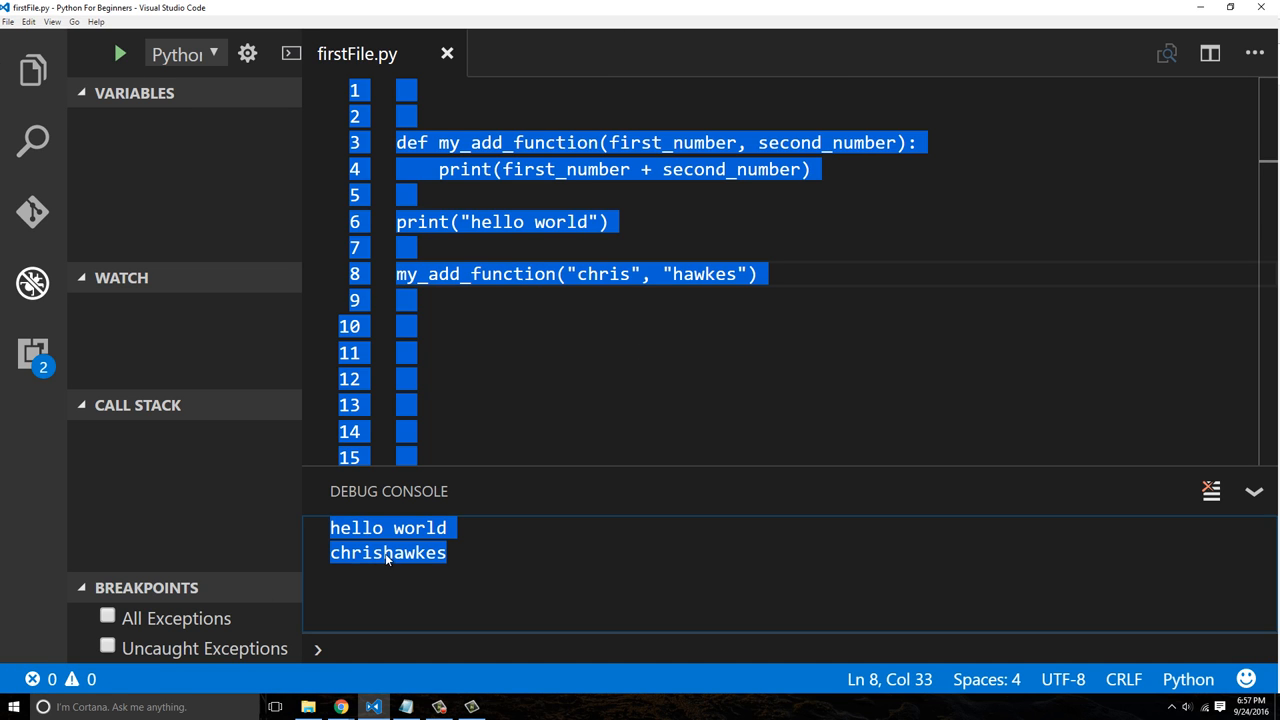 firstFile.py - Python For Beginners - Visual Studio Code
File Edit View Go Help
Python
firstFile.py
VARIABLES
WATCH
CALL STACK
BREAKPOINTS
All Exceptions
Uncaught Exceptions
2
1
2
3 def my_add_function(first_number, second_number):
4 print(first_number + second_number)
5
6 print("hello world")
7
8 my_add_function("chris", "hawkes")
9
10
11
12
13
14
15
DEBUG CONSOLE
hello world
chrishawkes
0 0 Ln 8, Col 33 Spaces: 4 UTF-8 CRLF Python
I'm Cortana. Ask me anything.
6:57 PM
9/24/2016